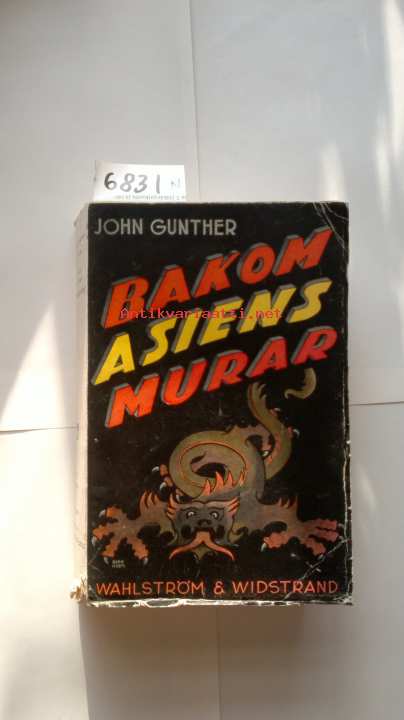 6831 N
JOHN GUNTHER
BAKOM
Antikvariaatti.net
ASIENS
MURAR
WAHLSTRÖM & WIDSTRAND